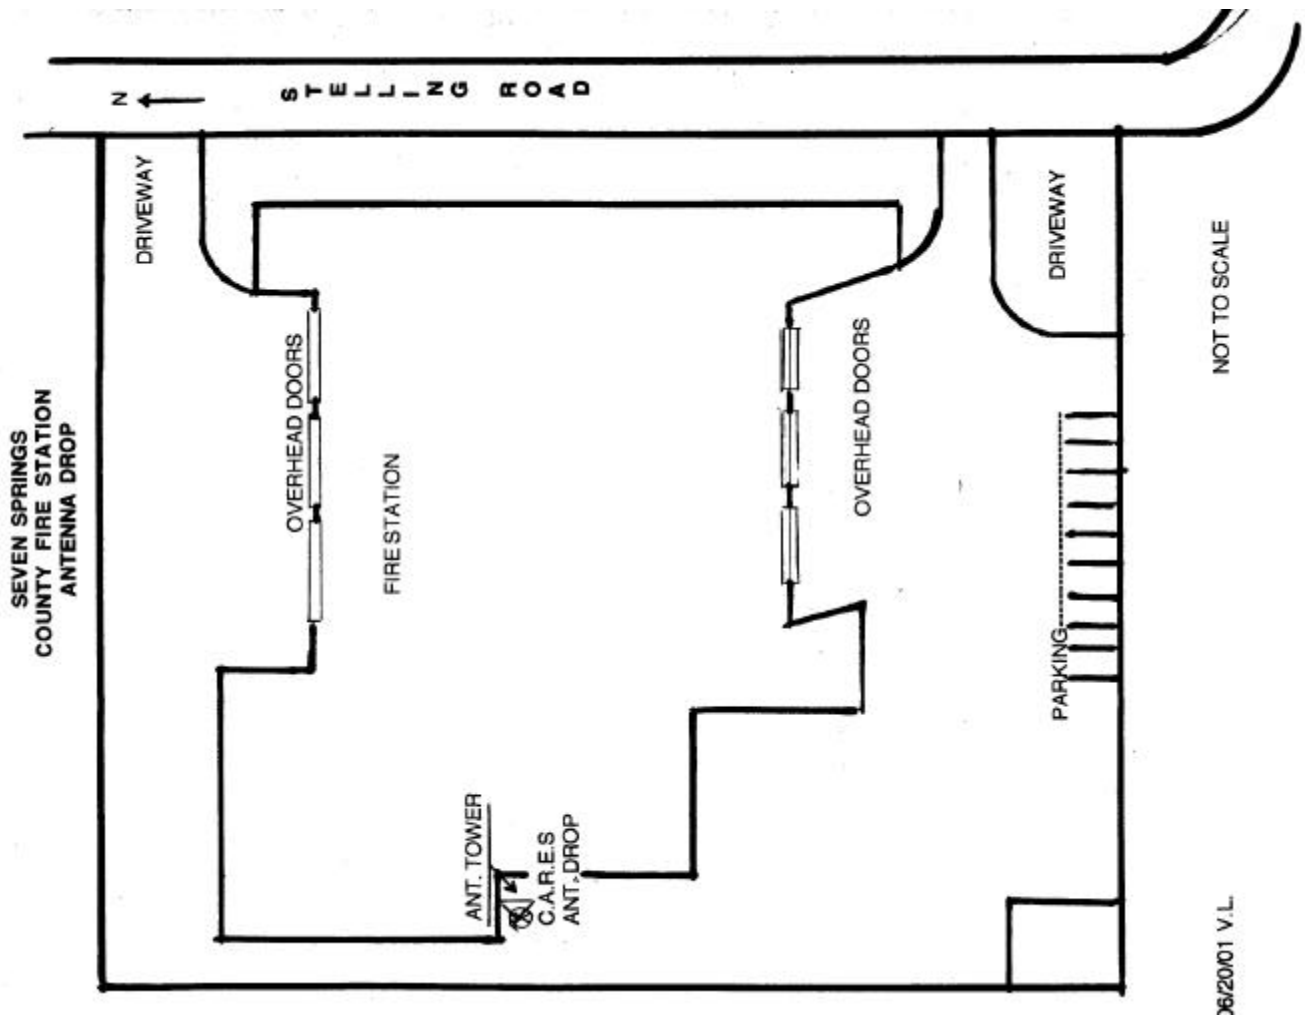 SEVEN SPRINGS
COUNTY FIRE STATION
ANTENNA DROP
N
STELLING ROAD
DRIVEWAY
OVERHEAD DOORS
FIRE STATION
OVERHEAD DOORS
DRIVEWAY
ANT. TOWER
C.A.R.E.S
ANT. DROP
PARKING
NOT TO SCALE
06/20/01 V.L.